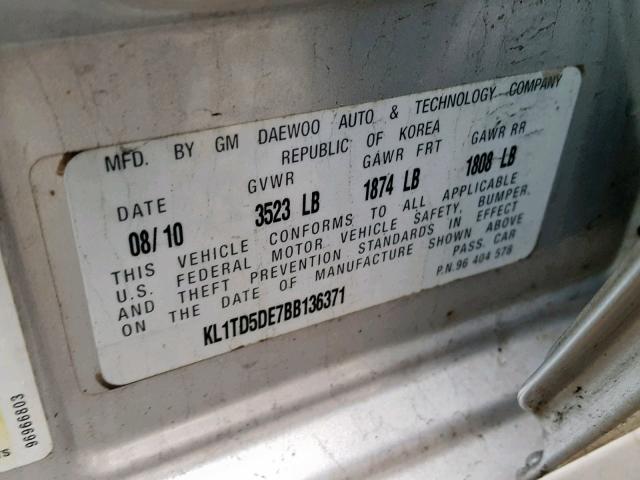 MFD. BY GM DAEWOO AUTO & TECHNOLOGY COMPANY
REPUBLIC OF KOREA
DATE GVWR GAWR FRT GAWR RR
08/10 3523 LB 1874 LB 1808 LB
THIS VEHICLE CONFORMS TO ALL APPLICABLE
U.S. FEDERAL MOTOR VEHICLE SAFETY, BUMPER,
AND THEFT PREVENTION STANDARDS IN EFFECT
ON THE DATE OF MANUFACTURE SHOWN ABOVE
PASS. CAR
KL1TD5DE7BB136371
P.N. 96 404 578
96966803